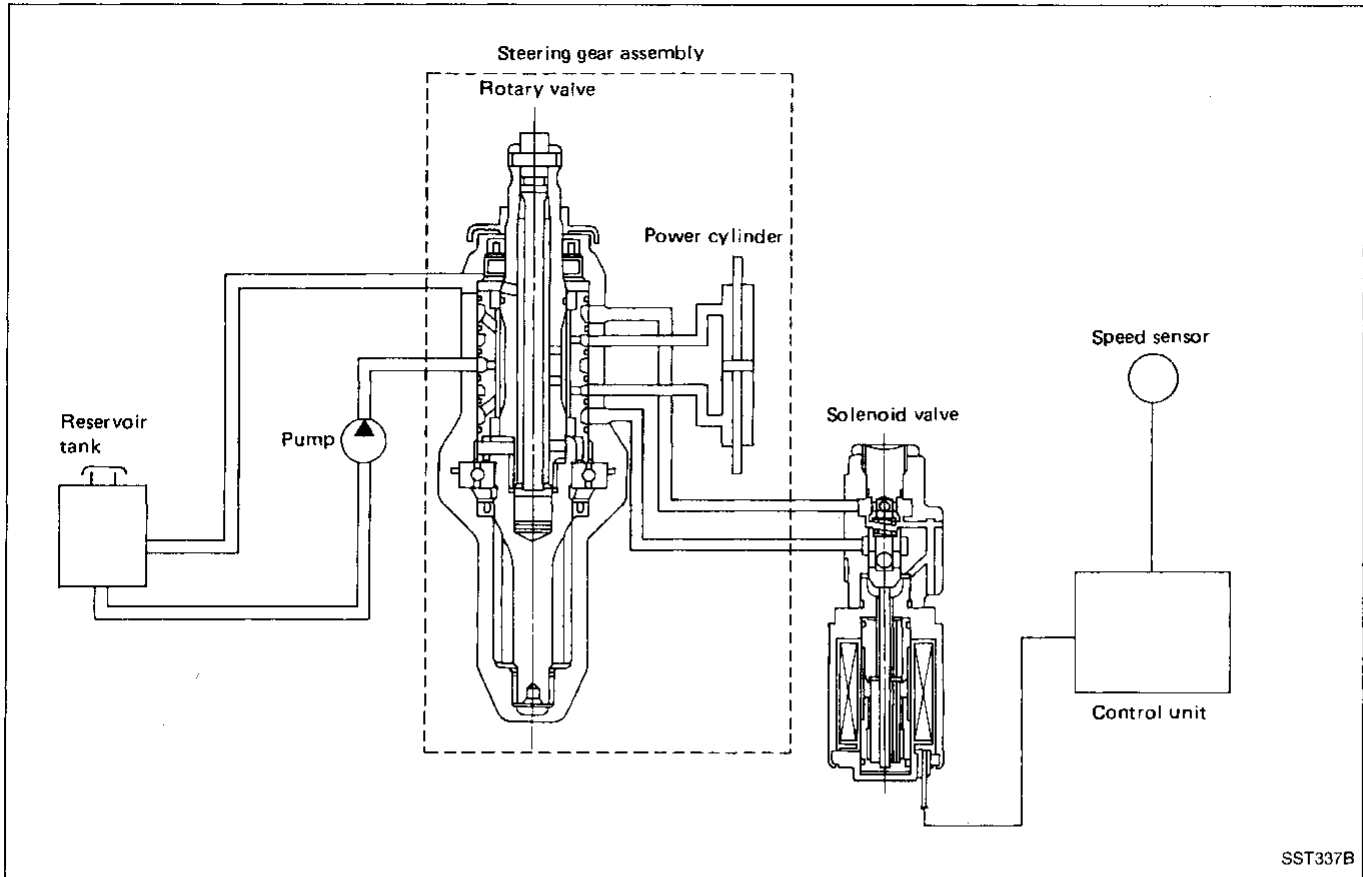 Steering gear assembly
Rotary valve
Power cylinder
Speed sensor
Solenoid valve
Reservoir
tank
Pump
Control unit
SST337B